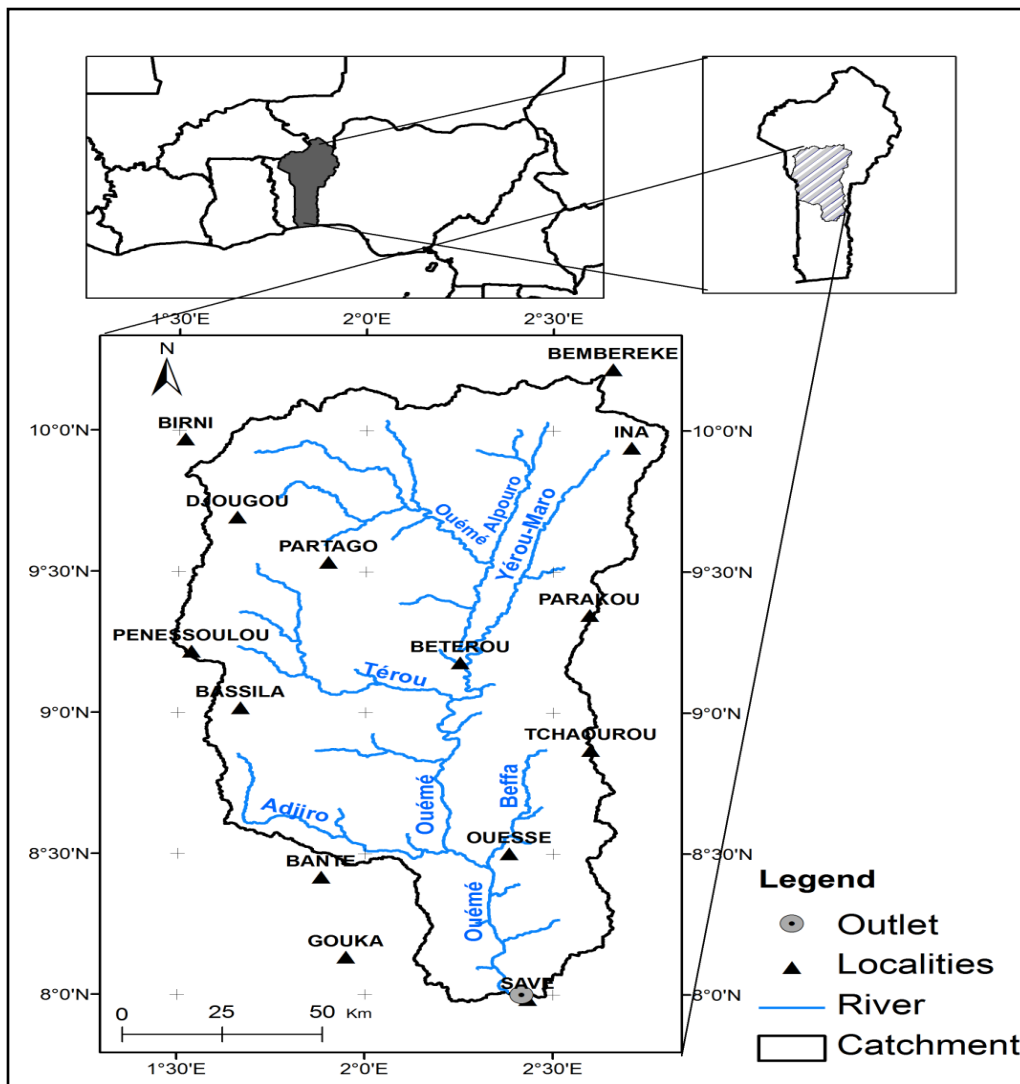 1°30'E 2°0'E 2°30'E
N
BEMBEREKE
BIRNI
INA
10°0'N 10°0'N
DJOUGOU
Ouémé
Alpouro
Yérou-Maro
PARTAGO
9°30'N 9°30'N
PARAKOU
PENESSOULOU
BETEROU
Térou
BASSILA
9°0'N 9°0'N
TCHAOUROU
Ouémé
Beffa
Adjiro
OUESSE
8°30'N 8°30'N
BANTE
Ouémé
GOUKA
SAVE
8°0'N 8°0'N
0 25 50 Km
1°30'E 2°0'E 2°30'E
Legend
Outlet
Localities
River
Catchment